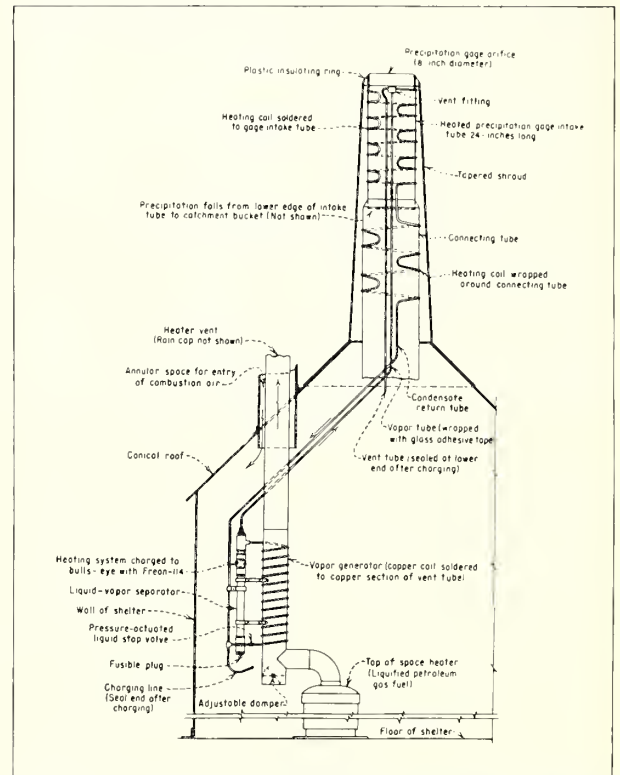 Precipitation gage orifice
(8 inch diameter)
Plastic insulating ring
Vent fitting
Heating coil soldered
to gage intake tube
Heated precipitation gage intake
tube 24-inches long
Tapered shroud
Precipitation falls from lower edge of intake
tube to catchment bucket (Not shown)
Connecting tube
Heating coil wrapped
around connecting tube
Heater vent
(Rain cap not shown)
Annular space for entry
of combustion air
Condensate
return tube
Vapor tube (wrapped
with glass adhesive tape)
Vent tube (sealed at lower
end after charging)
Conical roof
Heating system charged to
bulls-eye with Freon-114
Vapor generator (copper coil soldered
to copper section of vent tube)
Liquid-vapor separator
Wall of shelter
Pressure-actuated
liquid stop valve
Fusible plug
Charging line
(Seal end after
charging)
Adjustable damper
Top of space heater
(Liquified petroleum
gas fuel)
Floor of shelter